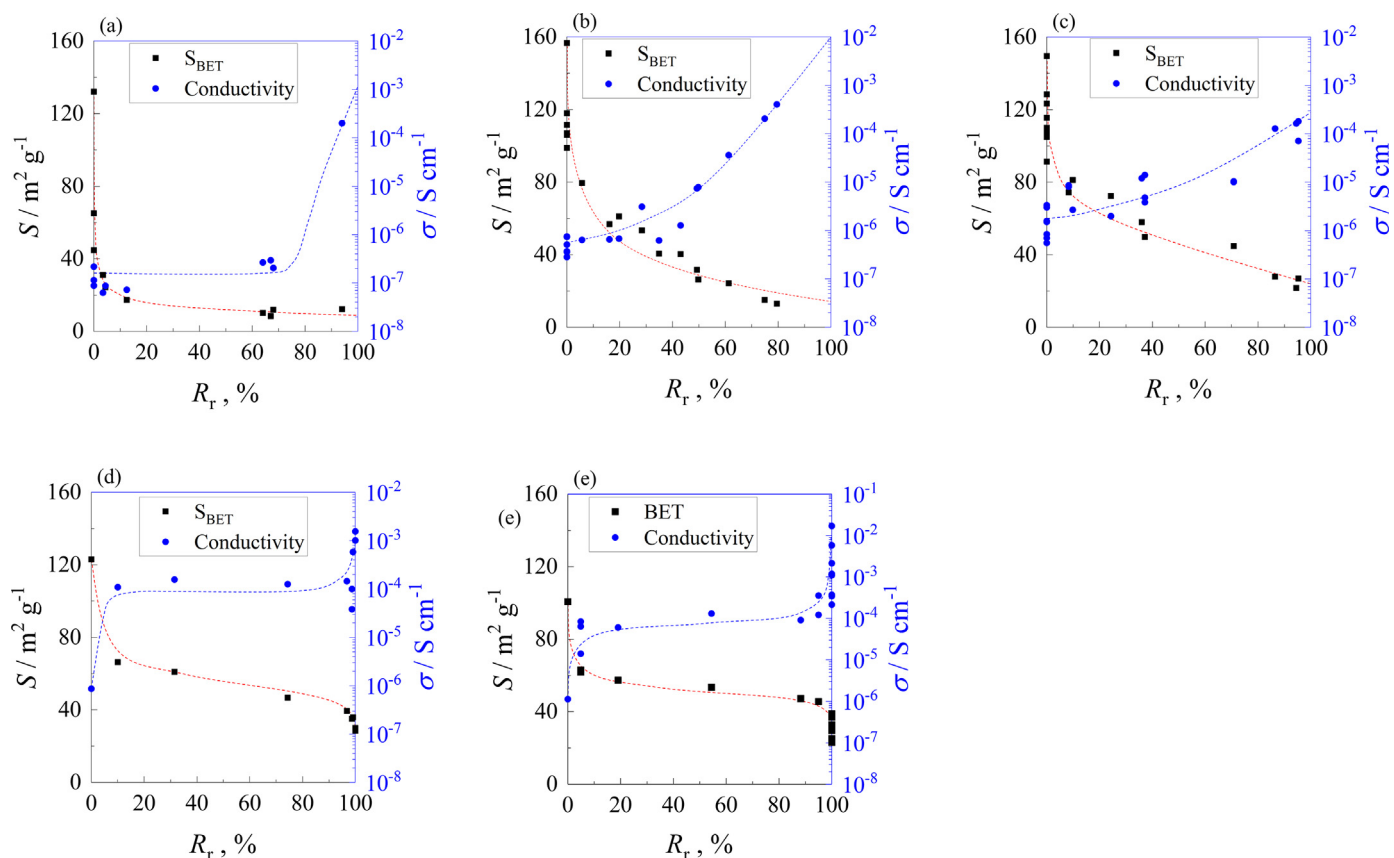 (a)
160
120
80
40
0
S / m² g⁻¹
S_BET
Conductivity
10⁻²
10⁻³
10⁻⁴
10⁻⁵
10⁻⁶
10⁻⁷
10⁻⁸
σ / S cm⁻¹
0 20 40 60 80 100
R_r , %
(b)
160
120
80
40
0
S / m² g⁻¹
S_BET
Conductivity
10⁻²
10⁻³
10⁻⁴
10⁻⁵
10⁻⁶
10⁻⁷
10⁻⁸
σ / S cm⁻¹
0 20 40 60 80 100
R_r , %
(c)
160
120
80
40
0
S / m² g⁻¹
S_BET
Conductivity
10⁻²
10⁻³
10⁻⁴
10⁻⁵
10⁻⁶
10⁻⁷
10⁻⁸
σ / S cm⁻¹
0 20 40 60 80 100
R_r , %
(d)
160
120
80
40
0
S / m² g⁻¹
S_BET
Conductivity
10⁻²
10⁻³
10⁻⁴
10⁻⁵
10⁻⁶
10⁻⁷
10⁻⁸
σ / S cm⁻¹
0 20 40 60 80 100
R_r , %
(e)
(e)
160
120
80
40
0
S / m² g⁻¹
BET
Conductivity
10⁻¹
10⁻²
10⁻³
10⁻⁴
10⁻⁵
10⁻⁶
10⁻⁷
10⁻⁸
σ / S cm⁻¹
0 20 40 60 80 100
R_r , %